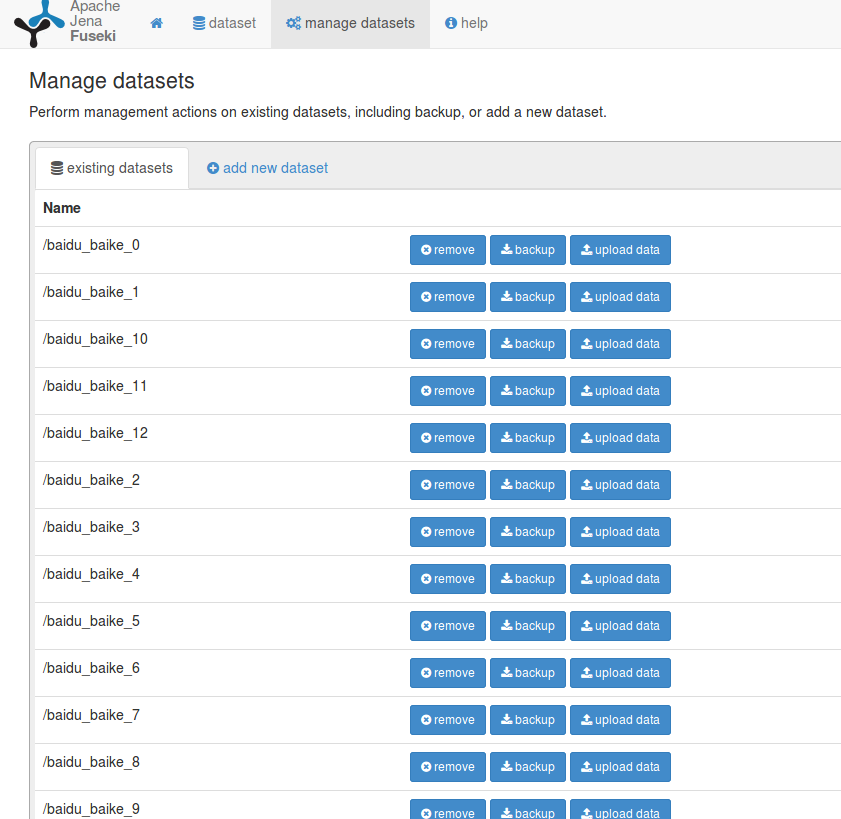 Apache
Jena
Fuseki
dataset
manage datasets
help
Manage datasets
Perform management actions on existing datasets, including backup, or add a new dataset.
existing datasets
add new dataset
Name
/baidu_baike_0 remove backup upload data
/baidu_baike_1 remove backup upload data
/baidu_baike_10 remove backup upload data
/baidu_baike_11 remove backup upload data
/baidu_baike_12 remove backup upload data
/baidu_baike_2 remove backup upload data
/baidu_baike_3 remove backup upload data
/baidu_baike_4 remove backup upload data
/baidu_baike_5 remove backup upload data
/baidu_baike_6 remove backup upload data
/baidu_baike_7 remove backup upload data
/baidu_baike_8 remove backup upload data
/baidu_baike_9 remove backup upload data